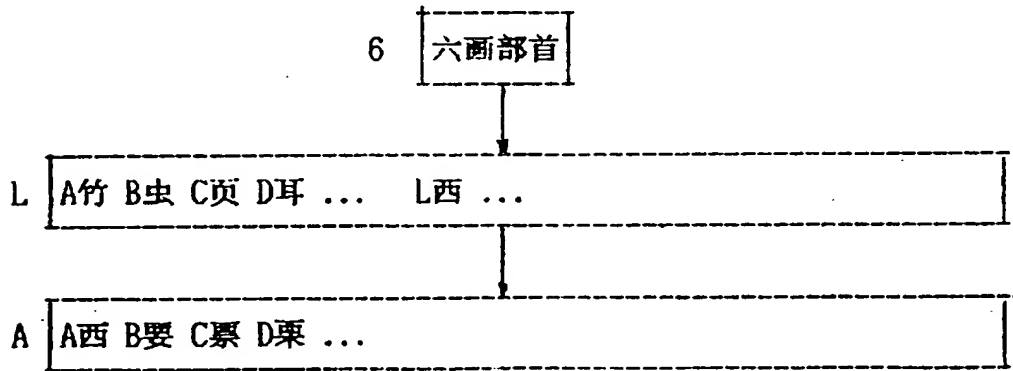 6 六画部首
L A竹 B虫 C页 D耳 ... L西 ...
A A西 B要 C票 D栗 ...